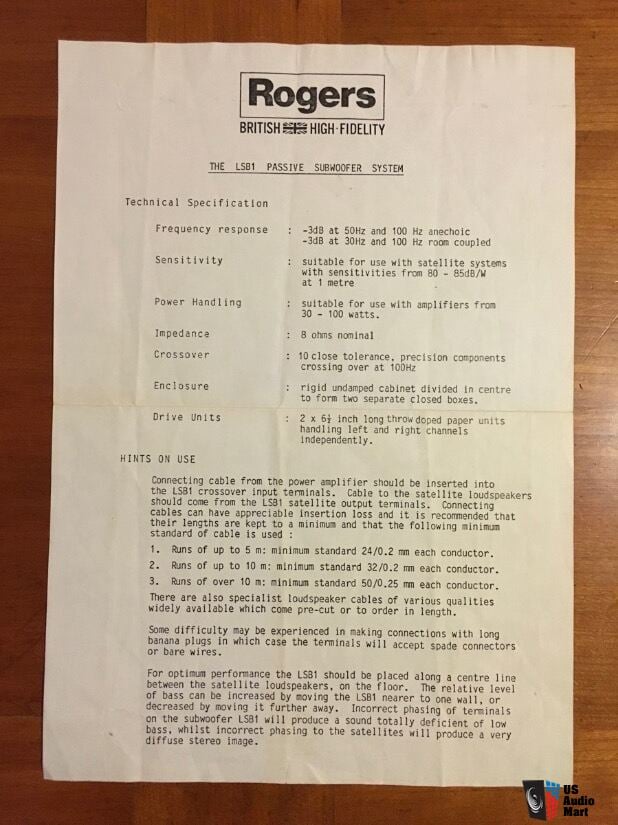 Rogers
BRITISH HIGH-FIDELITY
THE LSB1 PASSIVE SUBWOOFER SYSTEM
Technical Specification
Frequency response : -3dB at 50Hz and 100 Hz anechoic
-3dB at 30Hz and 100 Hz room coupled
Sensitivity : suitable for use with satellite systems
with sensitivities from 80 - 85dB/W
at 1 metre
Power Handling : suitable for use with amplifiers from
30 - 100 watts.
Impedance : 8 ohms nominal
Crossover : 10 close tolerance, precision components
crossing over at 100Hz
Enclosure : rigid undamped cabinet divided in centre
to form two separate closed boxes.
Drive Units : 2 x 6½ inch long throw doped paper units
handling left and right channels
independently.
HINTS ON USE
Connecting cable from the power amplifier should be inserted into
the LSB1 crossover input terminals. Cable to the satellite loudspeakers
should come from the LSB1 satellite output terminals. Connecting
cables can have appreciable insertion loss and it is recommended that
their lengths are kept to a minimum and that the following minimum
standard of cable is used :
1. Runs of up to 5 m: minimum standard 24/0.2 mm each conductor.
2. Runs of up to 10 m: minimum standard 32/0.2 mm each conductor.
3. Runs of over 10 m: minimum standard 50/0.25 mm each conductor.
There are also specialist loudspeaker cables of various qualities
widely available which come pre-cut or to order in length.
Some difficulty may be experienced in making connections with long
banana plugs in which case the terminals will accept spade connectors
or bare wires.
For optimum performance the LSB1 should be placed along a centre line
between the satellite loudspeakers, on the floor. The relative level
of bass can be increased by moving the LSB1 nearer to one wall, or
decreased by moving it further away. Incorrect phasing of terminals
on the subwoofer LSB1 will produce a sound totally deficient of low
bass, whilst incorrect phasing to the satellites will produce a very
diffuse stereo image.
US
Audio
Mart